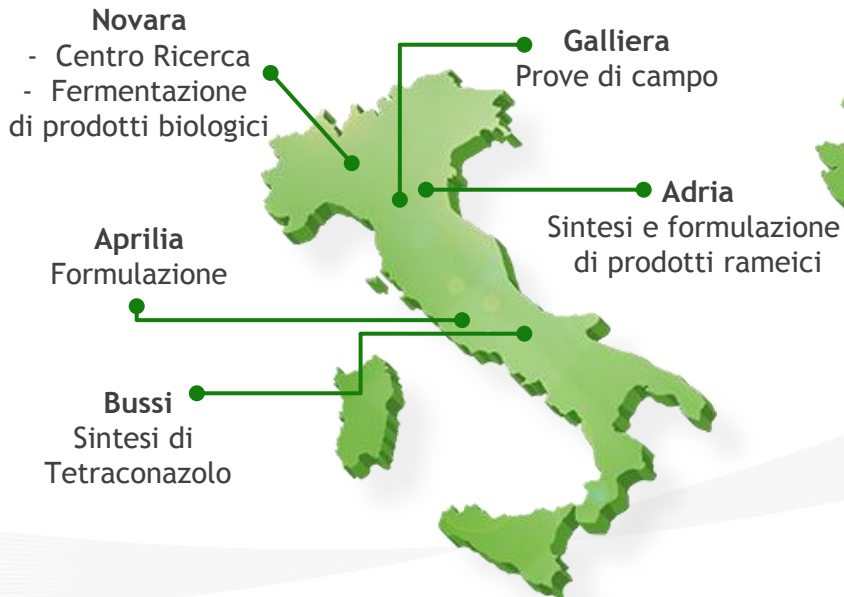 Novara
- Centro Ricerca
- Fermentazione
di prodotti biologici
Galliera
Prove di campo
Adria
Sintesi e formulazione
di prodotti rameici
Aprilia
Formulazione
Bussi
Sintesi di
Tetraconazolo